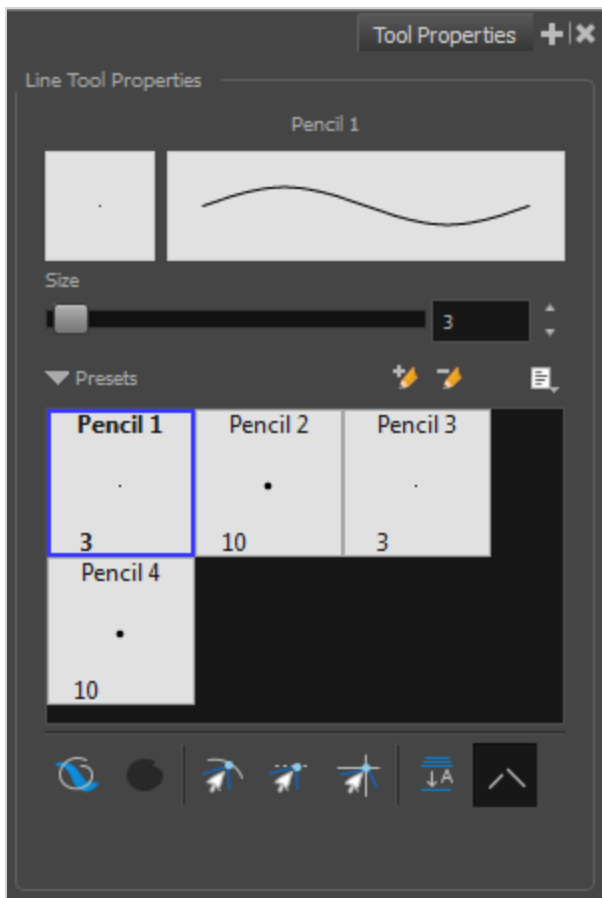 Tool Properties
Line Tool Properties
Pencil 1
Size
3
Presets
Pencil 1
Pencil 2
Pencil 3
3
10
3
Pencil 4
10
A